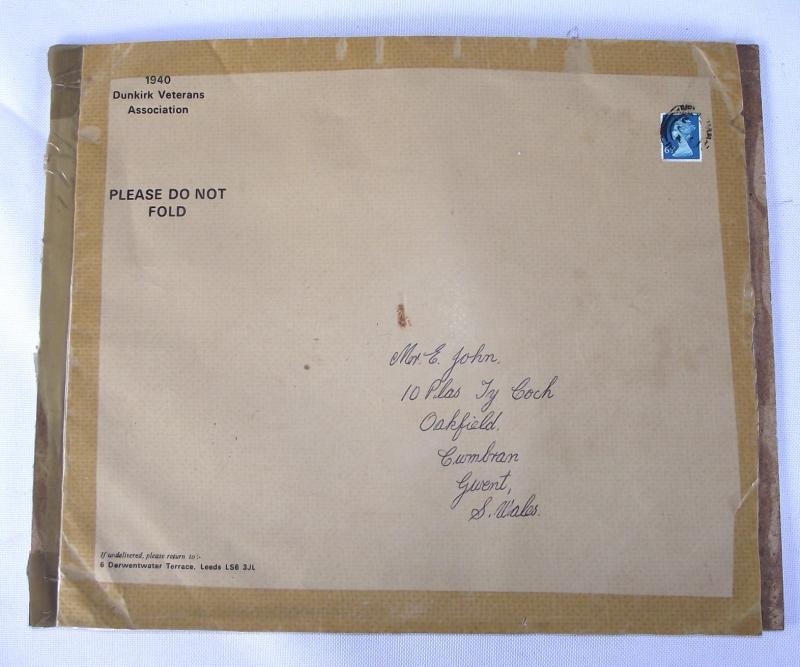 1940
Dunkirk Veterans
Association
PLEASE DO NOT
FOLD
Mr E. John.
10 Plas Ty Coch
Oakfield.
Cwmbran
Gwent,
S. Wales.
If undelivered, please return to :-
6 Derwentwater Terrace, Leeds LS6 3JL